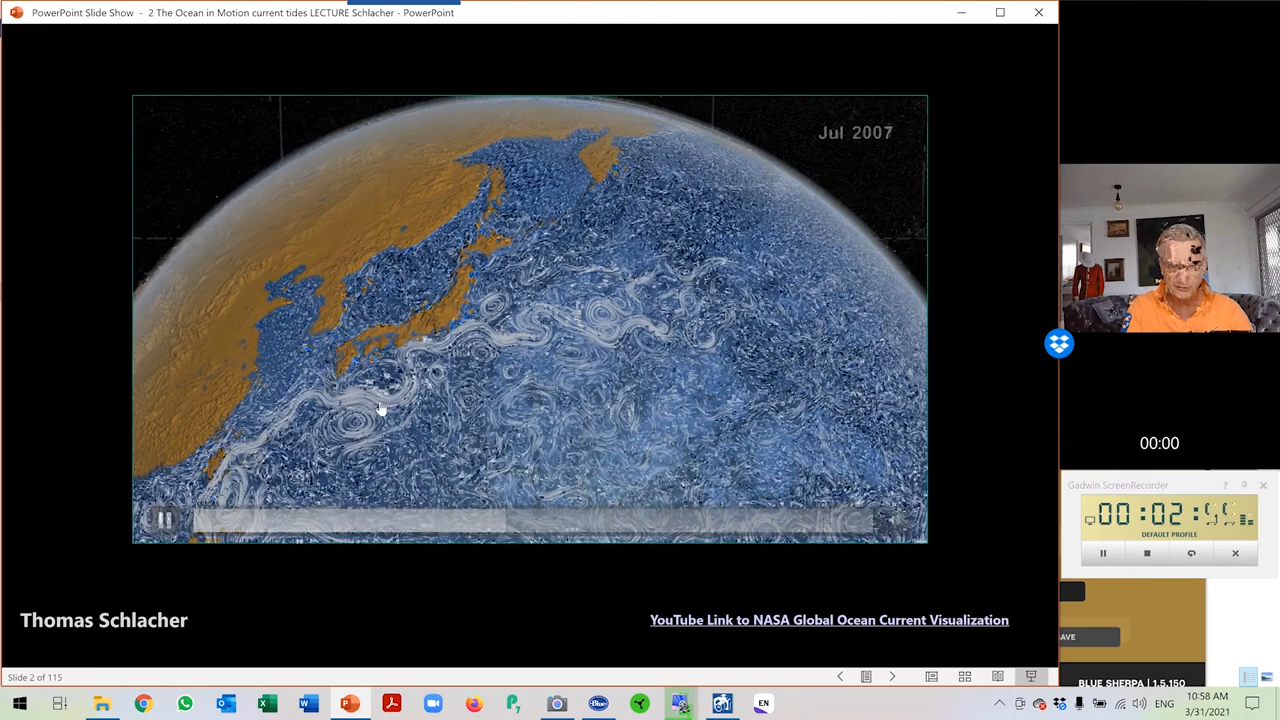 PowerPoint Slide Show - 2 The Ocean in Motion current tides LECTURE Schlacher - PowerPoint
Jul 2007
00:00
Gadwin ScreenRecorder
DEFAULT PROFILE
Thomas Schlacher
YouTube Link to NASA Global Ocean Current Visualization
AVE
BLUE SHERPA | 1.5.150
Slide 2 of 115
EN
ENG
10:58 AM
3/31/2021